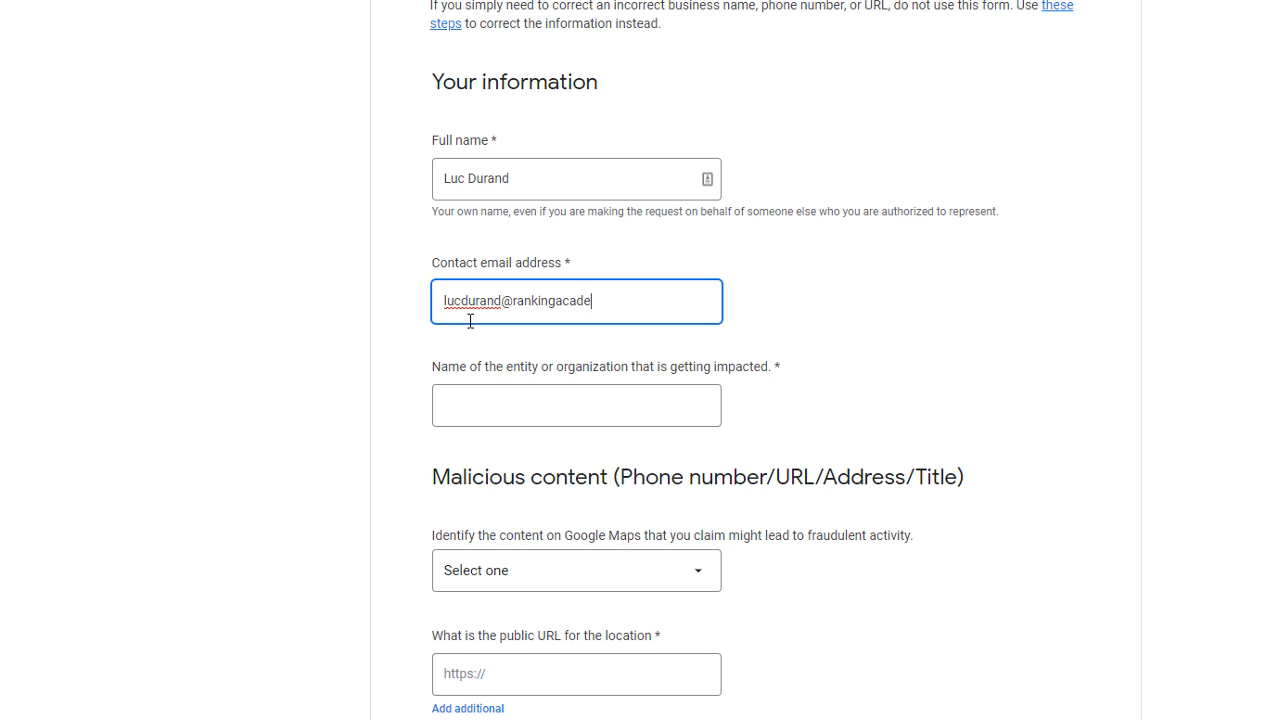 If you simply need to correct an incorrect business name, phone number, or URL, do not use this form. Use these
steps to correct the information instead.
Your information
Full name *
Luc Durand
Your own name, even if you are making the request on behalf of someone else who you are authorized to represent.
Contact email address *
lucdurand@rankingacade
Name of the entity or organization that is getting impacted. *
Malicious content (Phone number/URL/Address/Title)
Identify the content on Google Maps that you claim might lead to fraudulent activity.
Select one
What is the public URL for the location *
https://
Add additional